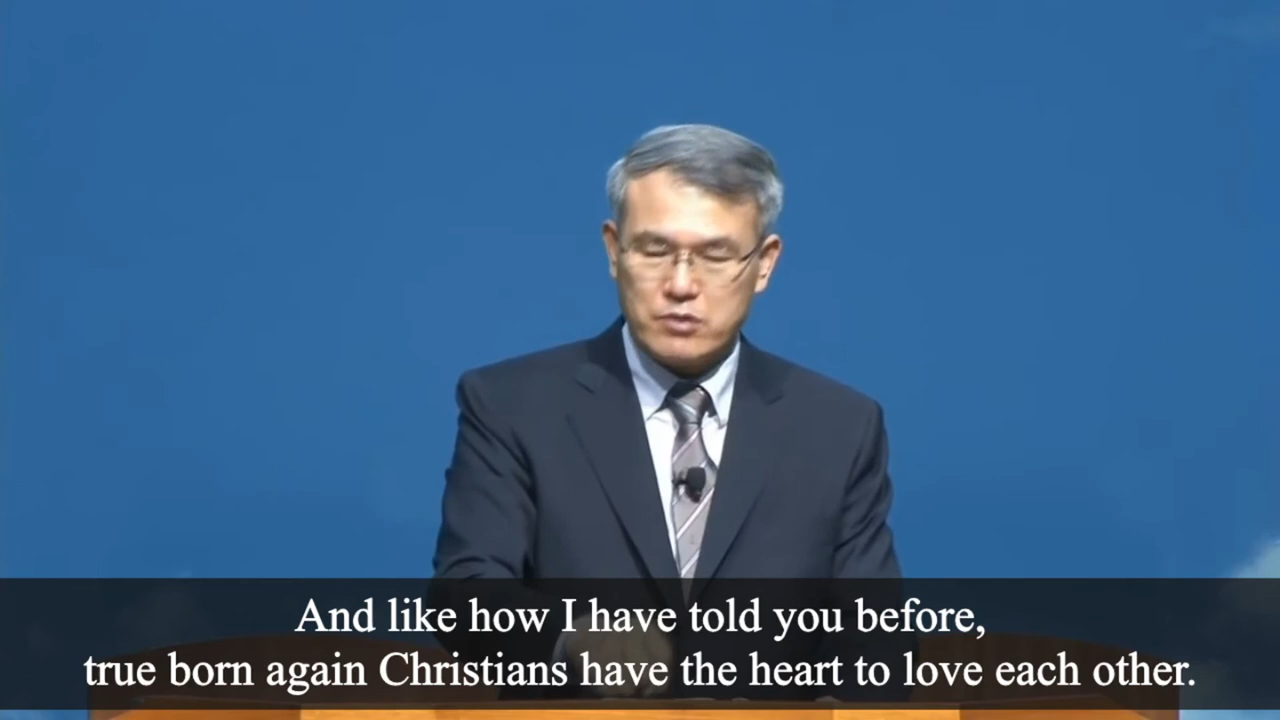 And like how I have told you before,
true born again Christians have the heart to love each other.